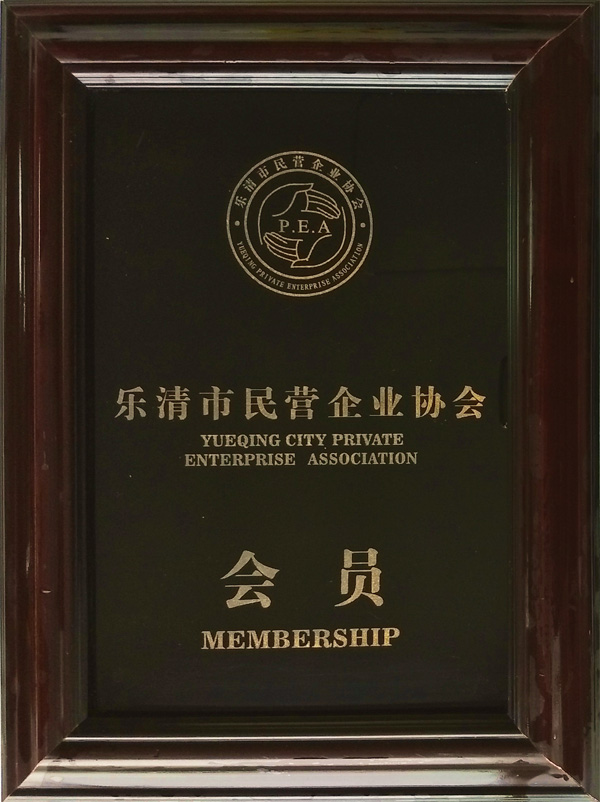 乐清市民营企业协会
P.E.A
YUEQING PRIVATE ENTERPRISE ASSOCIATION
乐清市民营企业协会
YUEQING CITY PRIVATE
ENTERPRISE ASSOCIATION
会员
MEMBERSHIP